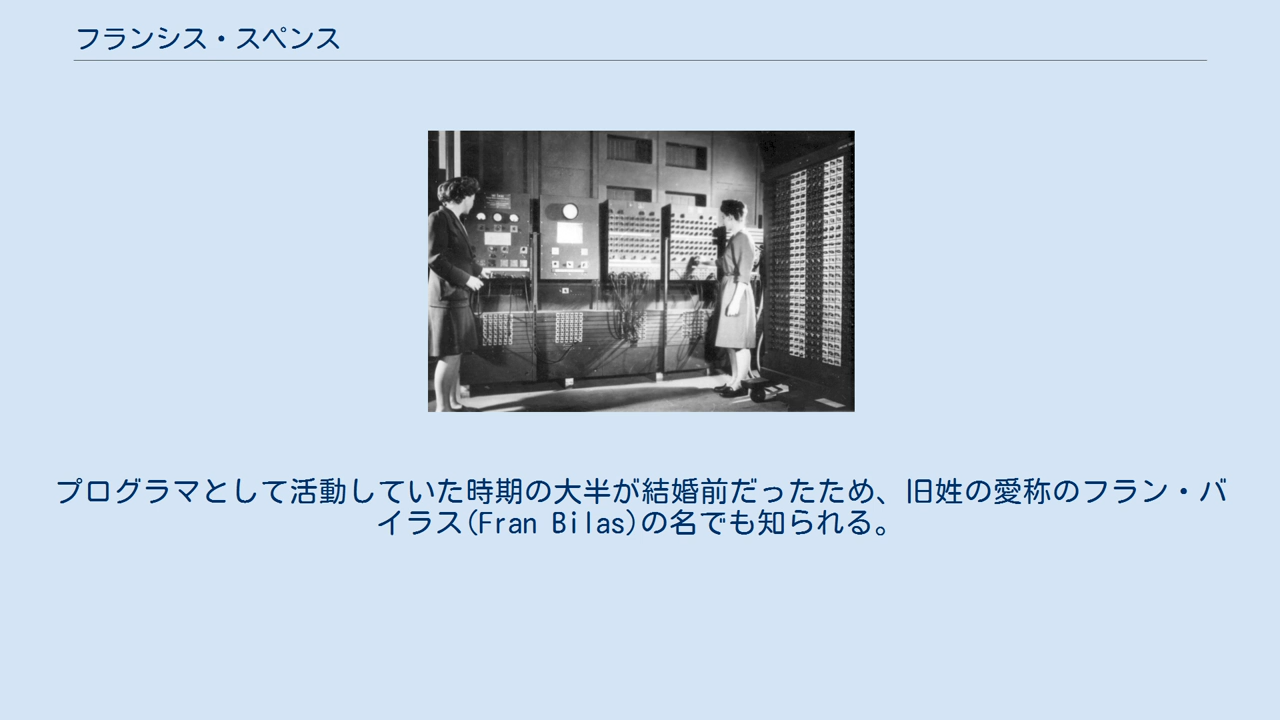 フランシス・スペンス
プログラマとして活動していた時期の大半が結婚前だったため、旧姓の愛称のフラン・バ
イラス(Fran Bilas)の名でも知られる。